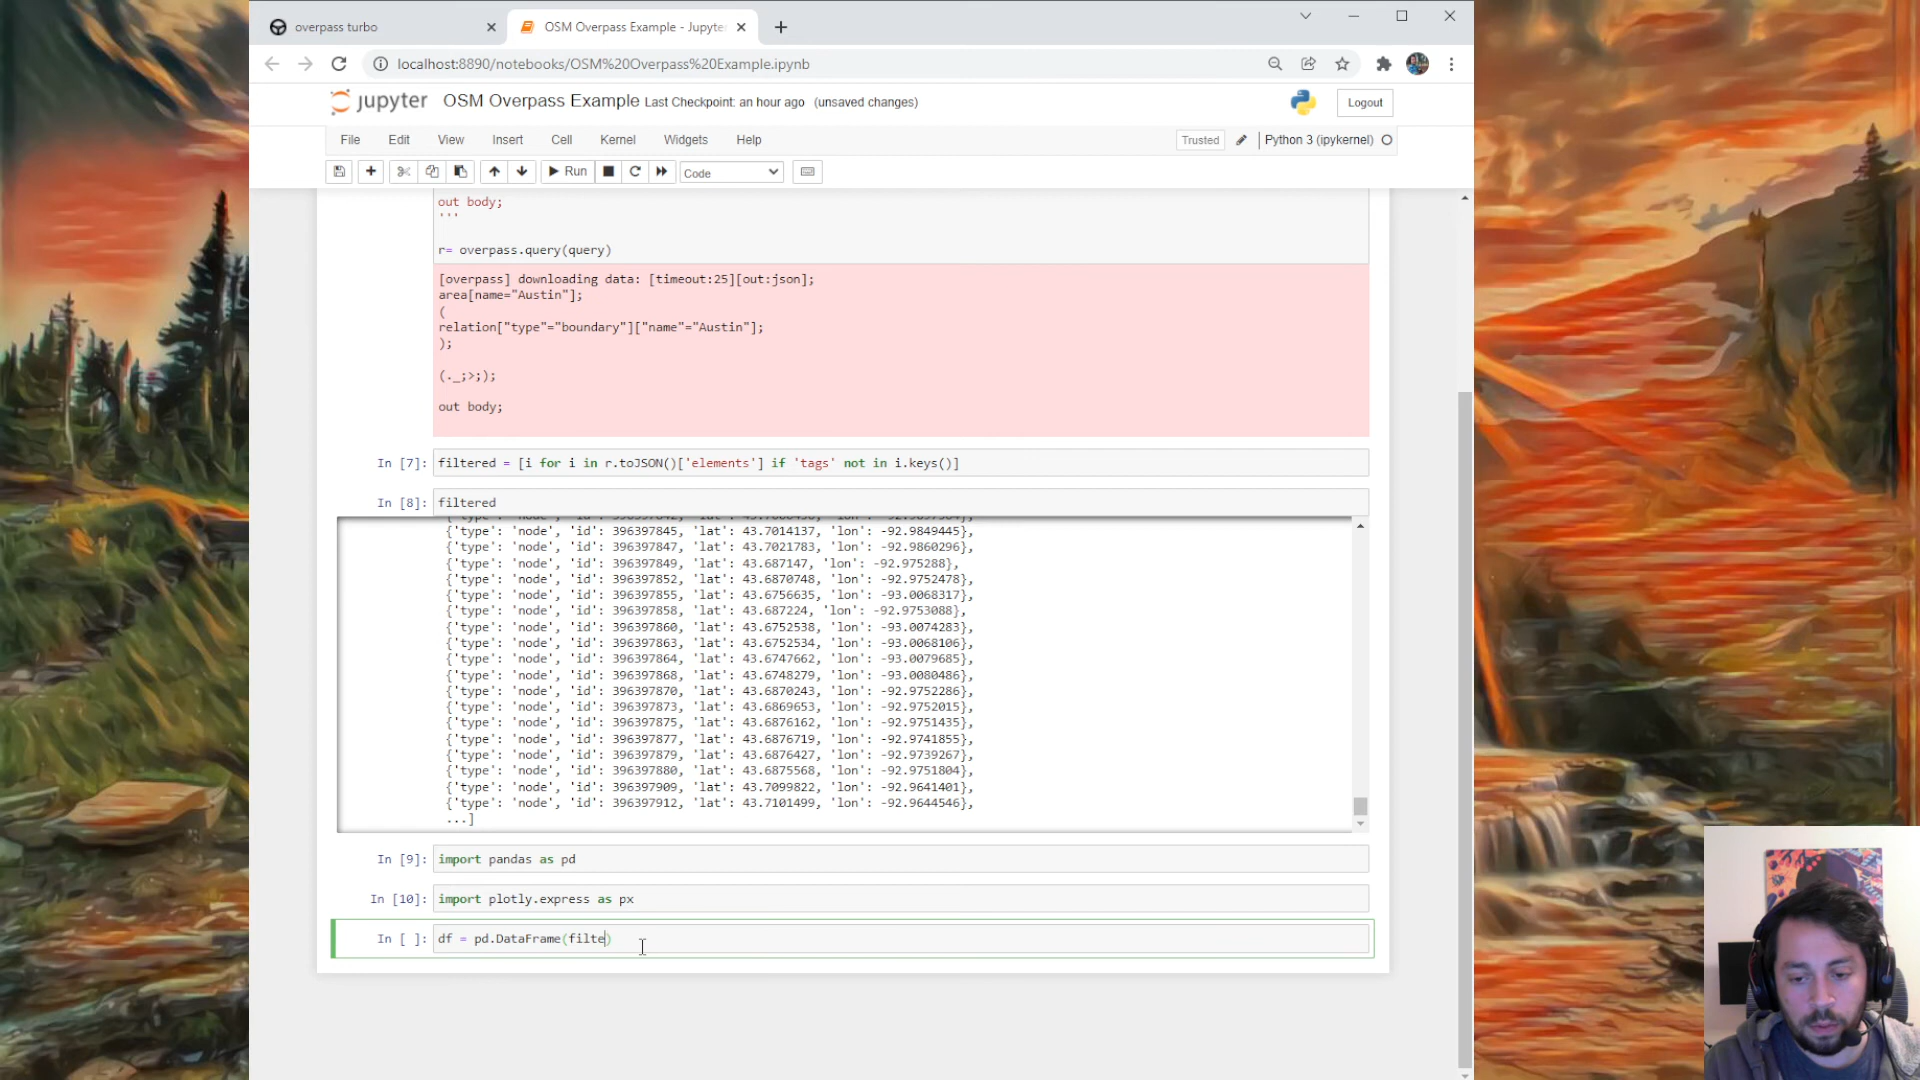 overpass turbo
OSM Overpass Example - Jupyte
localhost:8890/notebooks/OSM%20Overpass%20Example.ipynb
jupyter OSM Overpass Example Last Checkpoint: an hour ago (unsaved changes)
Logout
File Edit View Insert Cell Kernel Widgets Help
Trusted
Python 3 (ipykernel)
Run
Code
out body;
'''
r= overpass.query(query)
[overpass] downloading data: [timeout:25][out:json];
area[name="Austin"];
(
relation["type"="boundary"]["name"="Austin"];
);
(._;>;);
out body;
In [7]: filtered = [i for i in r.toJSON()['elements'] if 'tags' not in i.keys()]
In [8]: filtered
{'type': 'node', 'id': 396397845, 'lat': 43.7014137, 'lon': -92.9849445},
{'type': 'node', 'id': 396397847, 'lat': 43.7021783, 'lon': -92.9860296},
{'type': 'node', 'id': 396397849, 'lat': 43.687147, 'lon': -92.975288},
{'type': 'node', 'id': 396397852, 'lat': 43.6870748, 'lon': -92.9752478},
{'type': 'node', 'id': 396397855, 'lat': 43.6756635, 'lon': -93.0068317},
{'type': 'node', 'id': 396397858, 'lat': 43.687224, 'lon': -92.9753088},
{'type': 'node', 'id': 396397860, 'lat': 43.6752538, 'lon': -93.0074283},
{'type': 'node', 'id': 396397863, 'lat': 43.6752534, 'lon': -93.0068106},
{'type': 'node', 'id': 396397864, 'lat': 43.6747662, 'lon': -93.0079685},
{'type': 'node', 'id': 396397868, 'lat': 43.6748279, 'lon': -93.0080486},
{'type': 'node', 'id': 396397870, 'lat': 43.6870243, 'lon': -92.9752286},
{'type': 'node', 'id': 396397873, 'lat': 43.6869653, 'lon': -92.9752015},
{'type': 'node', 'id': 396397875, 'lat': 43.6876162, 'lon': -92.9751435},
{'type': 'node', 'id': 396397877, 'lat': 43.6876719, 'lon': -92.9741855},
{'type': 'node', 'id': 396397879, 'lat': 43.6876427, 'lon': -92.9739267},
{'type': 'node', 'id': 396397880, 'lat': 43.6875568, 'lon': -92.9751804},
{'type': 'node', 'id': 396397909, 'lat': 43.7099822, 'lon': -92.9641401},
{'type': 'node', 'id': 396397912, 'lat': 43.7101499, 'lon': -92.9644546},
...]
In [9]: import pandas as pd
In [10]: import plotly.express as px
In [ ]: df = pd.DataFrame(filte)